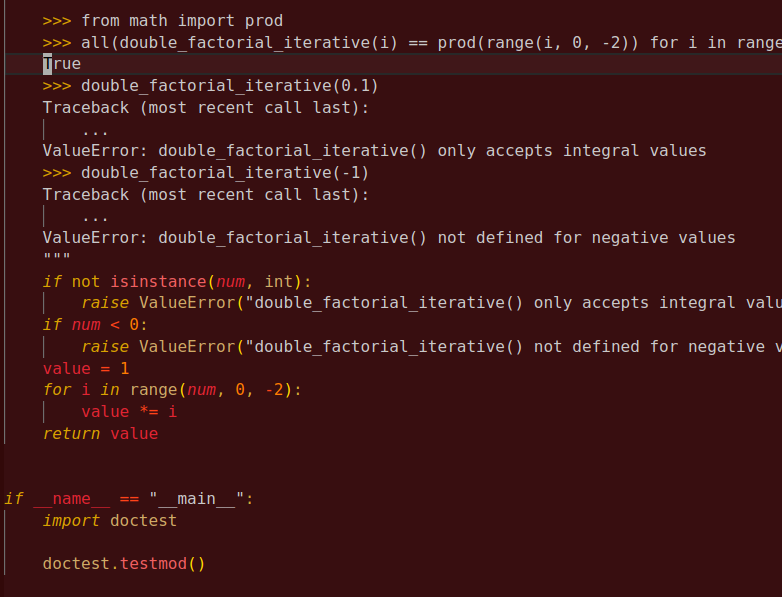 >>> from math import prod
>>> all(double_factorial_iterative(i) == prod(range(i, 0, -2)) for i in range
True
>>> double_factorial_iterative(0.1)
Traceback (most recent call last):
    ...
ValueError: double_factorial_iterative() only accepts integral values
>>> double_factorial_iterative(-1)
Traceback (most recent call last):
    ...
ValueError: double_factorial_iterative() not defined for negative values
"""
if not isinstance(num, int):
    raise ValueError("double_factorial_iterative() only accepts integral valu
if num < 0:
    raise ValueError("double_factorial_iterative() not defined for negative v
value = 1
for i in range(num, 0, -2):
    value *= i
return value
if __name__ == "__main__":
    import doctest
    doctest.testmod()